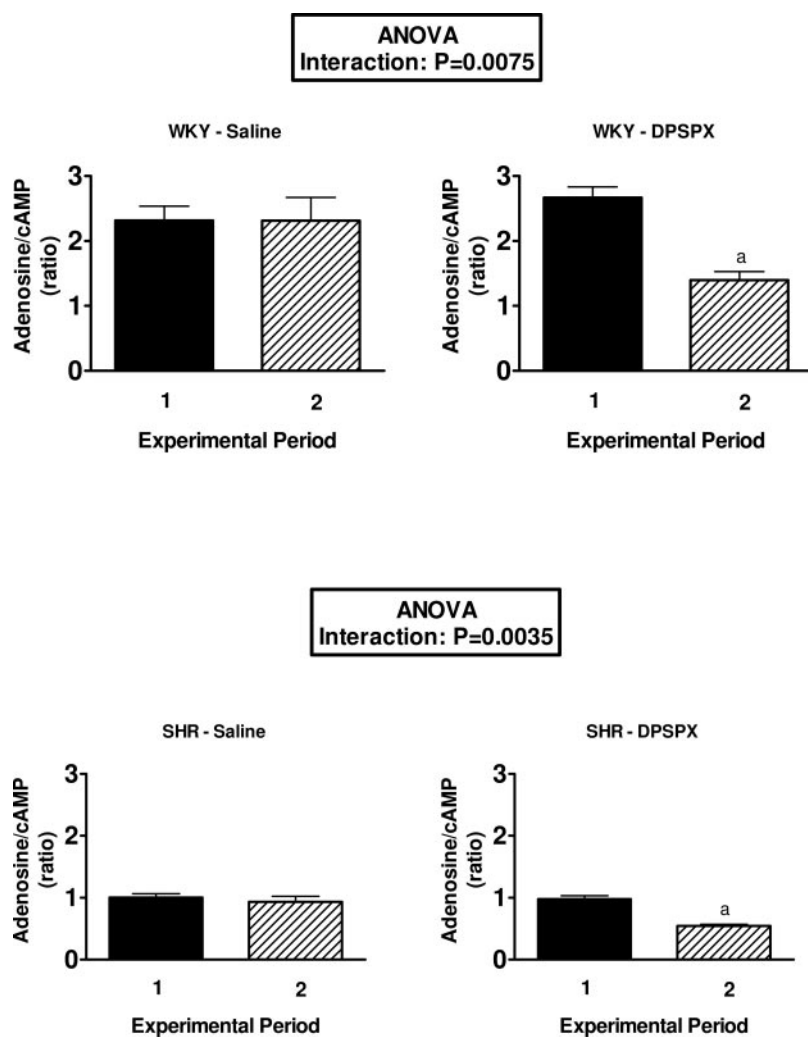 ANOVA
Interaction: P=0.0075
WKY - Saline
Adenosine/cAMP
(ratio)
3
2
1
0
1 2
Experimental Period
WKY - DPSPX
Adenosine/cAMP
(ratio)
3
2
1
0
a
1 2
Experimental Period
ANOVA
Interaction: P=0.0035
SHR - Saline
Adenosine/cAMP
(ratio)
3
2
1
0
1 2
Experimental Period
SHR - DPSPX
Adenosine/cAMP
(ratio)
3
2
1
0
a
1 2
Experimental Period